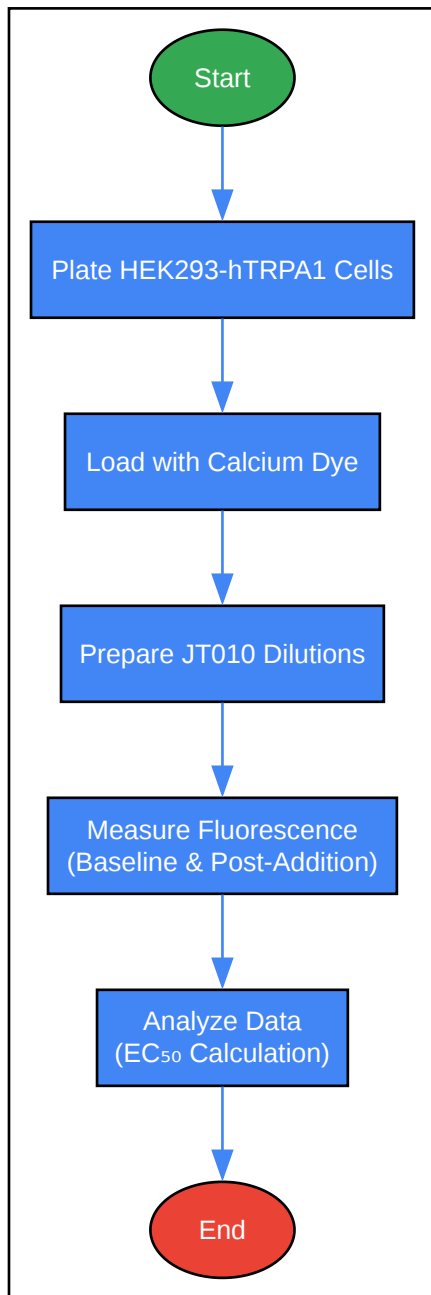 Start
Plate HEK293-hTRPA1 Cells
Load with Calcium Dye
Prepare JT010 Dilutions
Measure Fluorescence
(Baseline & Post-Addition)
Analyze Data
(EC₅₀ Calculation)
End